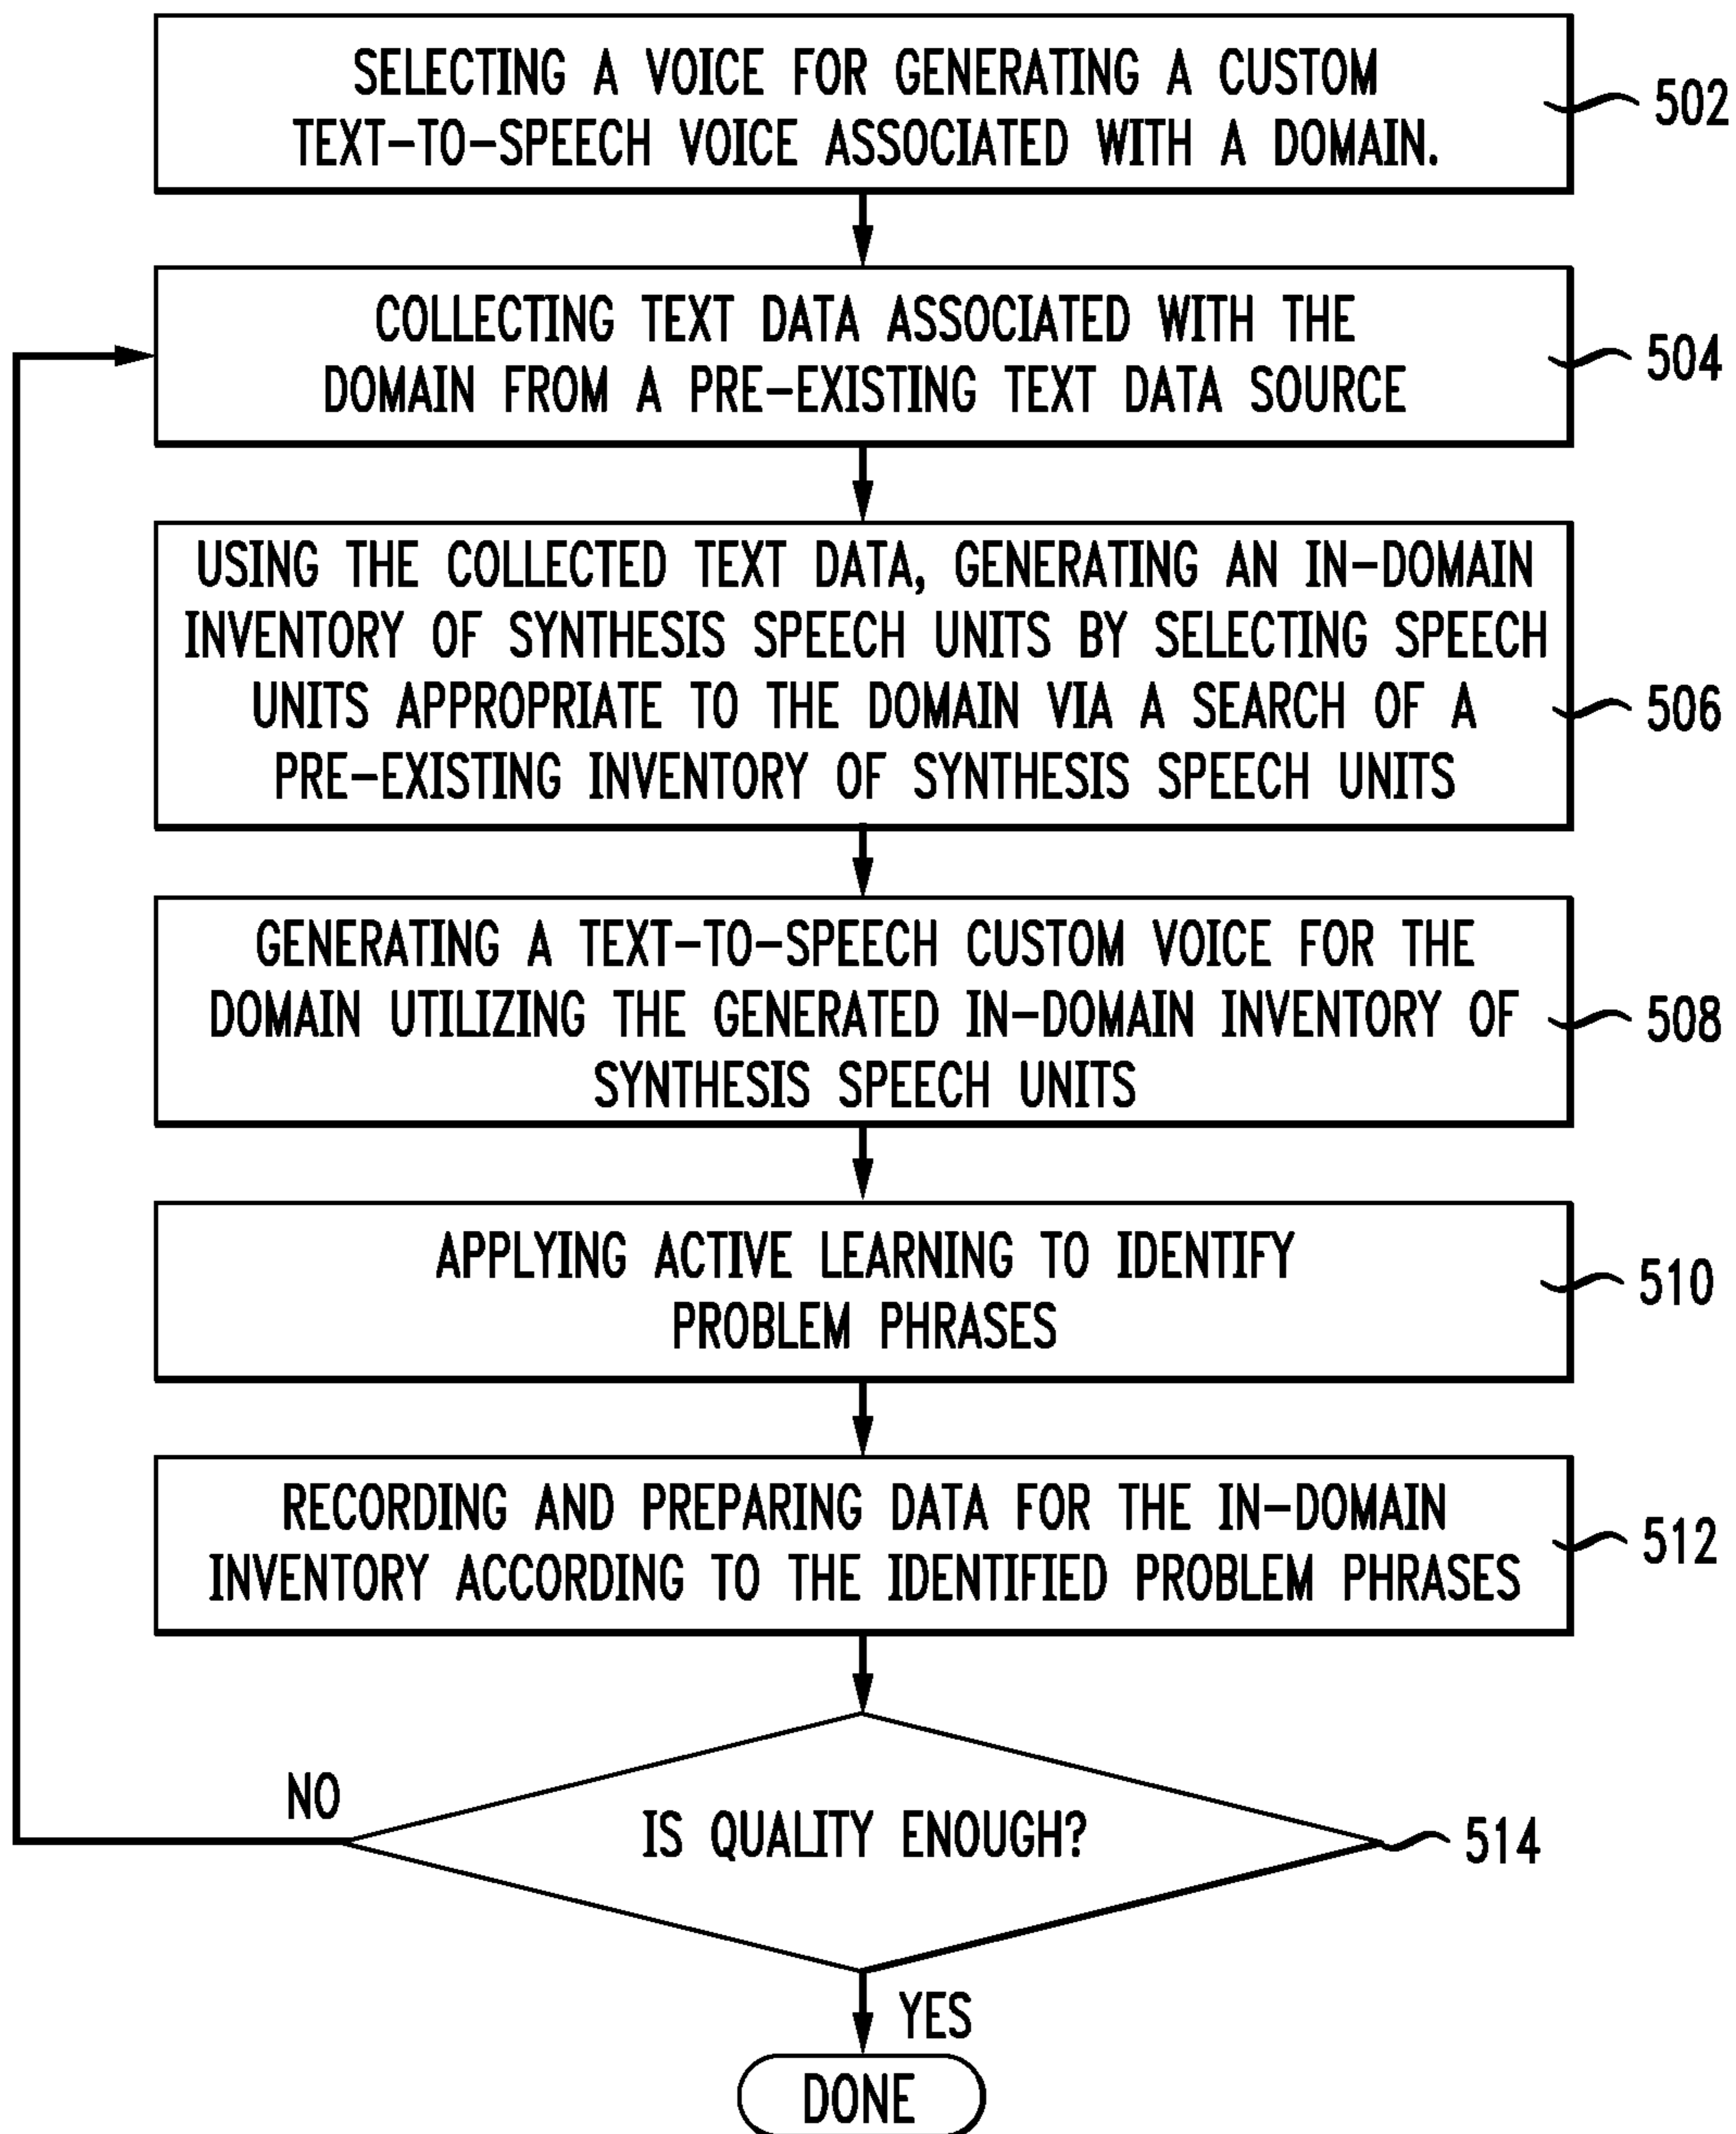 SELECTING A VOICE FOR GENERATING A CUSTOM
TEXT-TO-SPEECH VOICE ASSOCIATED WITH A DOMAIN.
502
COLLECTING TEXT DATA ASSOCIATED WITH THE
DOMAIN FROM A PRE-EXISTING TEXT DATA SOURCE
504
USING THE COLLECTED TEXT DATA, GENERATING AN IN-DOMAIN
INVENTORY OF SYNTHESIS SPEECH UNITS BY SELECTING SPEECH
UNITS APPROPRIATE TO THE DOMAIN VIA A SEARCH OF A
PRE-EXISTING INVENTORY OF SYNTHESIS SPEECH UNITS
506
GENERATING A TEXT-TO-SPEECH CUSTOM VOICE FOR THE
DOMAIN UTILIZING THE GENERATED IN-DOMAIN INVENTORY OF
SYNTHESIS SPEECH UNITS
508
APPLYING ACTIVE LEARNING TO IDENTIFY
PROBLEM PHRASES
510
RECORDING AND PREPARING DATA FOR THE IN-DOMAIN
INVENTORY ACCORDING TO THE IDENTIFIED PROBLEM PHRASES
512
NO
IS QUALITY ENOUGH?
514
YES
DONE